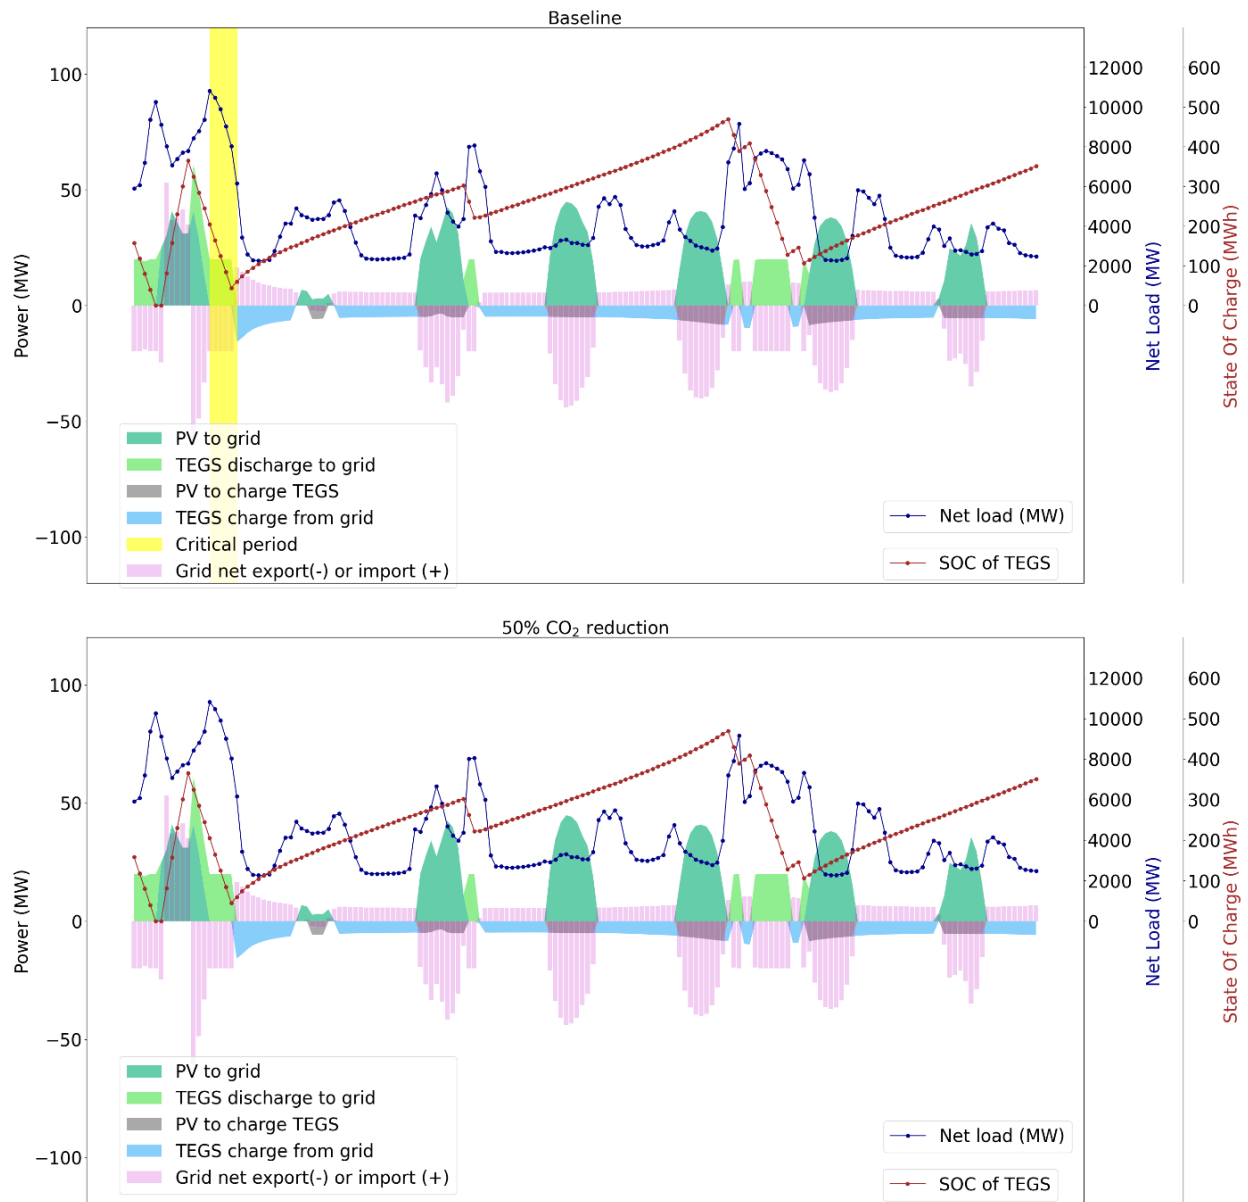 Baseline
100
50
0
−50
−100
Power (MW)
12000
10000
8000
6000
4000
2000
0
Net Load (MW)
600
500
400
300
200
100
0
State Of Charge (MWh)
PV to grid
TEGS discharge to grid
PV to charge TEGS
TEGS charge from grid
Critical period
Grid net export(-) or import (+)
Net load (MW)
SOC of TEGS
50% CO₂ reduction
100
50
0
−50
−100
Power (MW)
12000
10000
8000
6000
4000
2000
0
Net Load (MW)
600
500
400
300
200
100
0
State Of Charge (MWh)
PV to grid
TEGS discharge to grid
PV to charge TEGS
TEGS charge from grid
Grid net export(-) or import (+)
Net load (MW)
SOC of TEGS